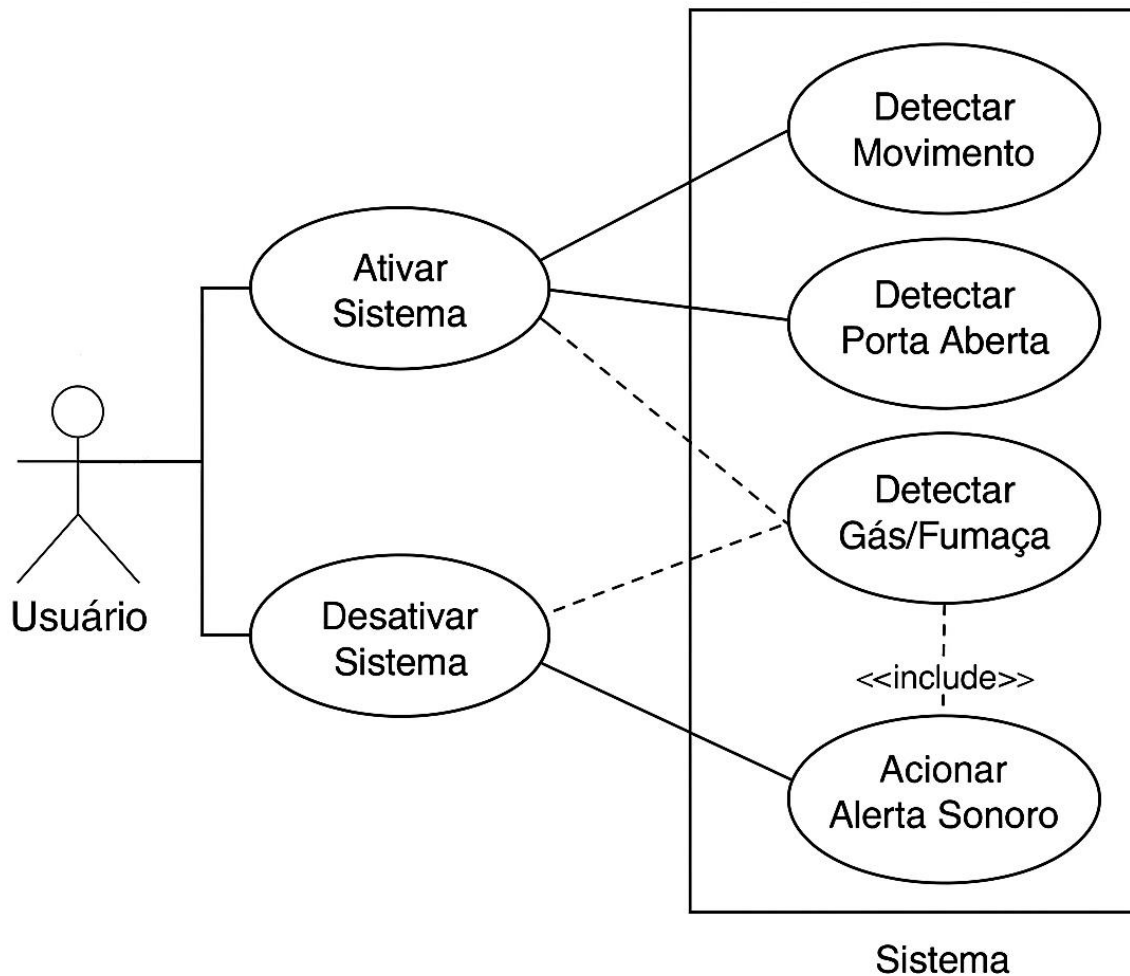 Detectar
Movimento
Ativar
Sistema
Detectar
Porta Aberta
Detectar
Gás/Fumaça
Usuário
Desativar
Sistema
<<include>>
Acionar
Alerta Sonoro
Sistema